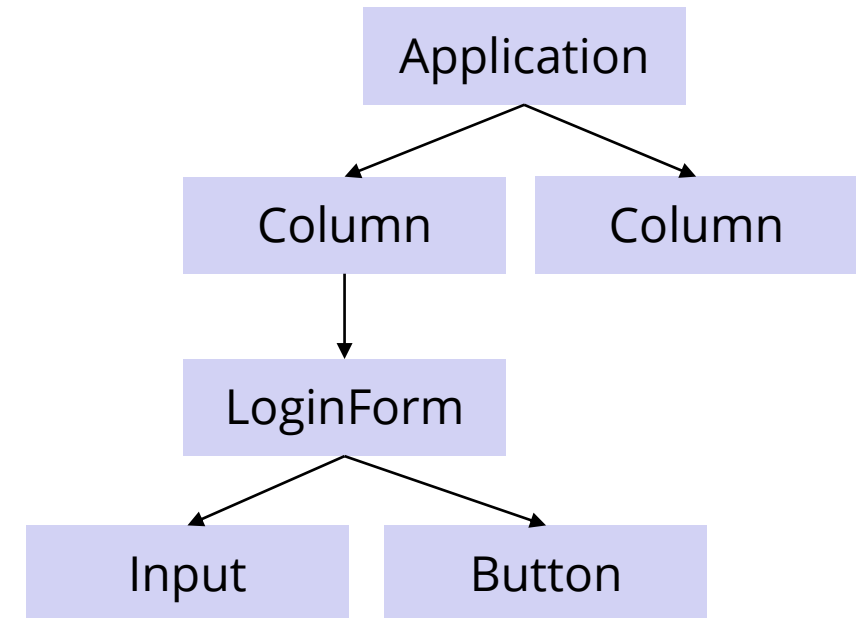 Application
Column
Column
LoginForm
Input
Button